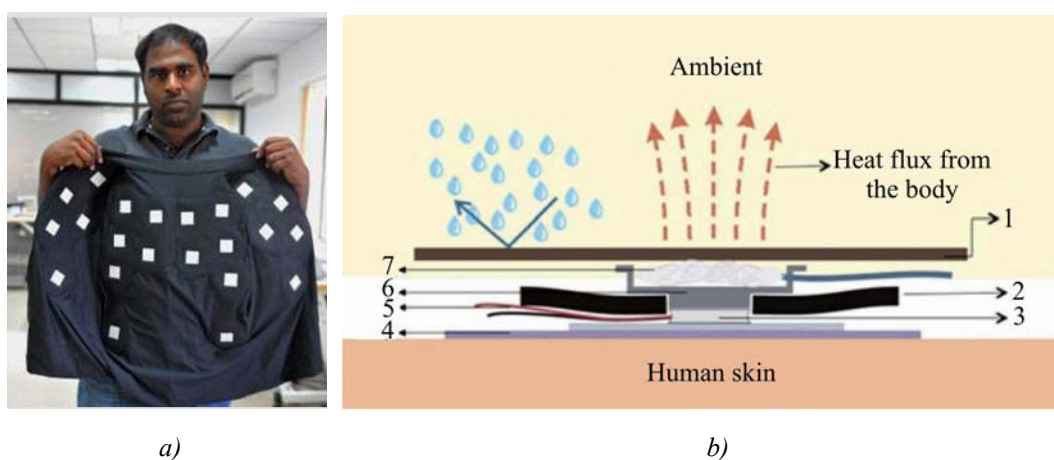 Ambient
Heat flux from
the body
1
7
6
2
5
3
4
Human skin
a)
b)